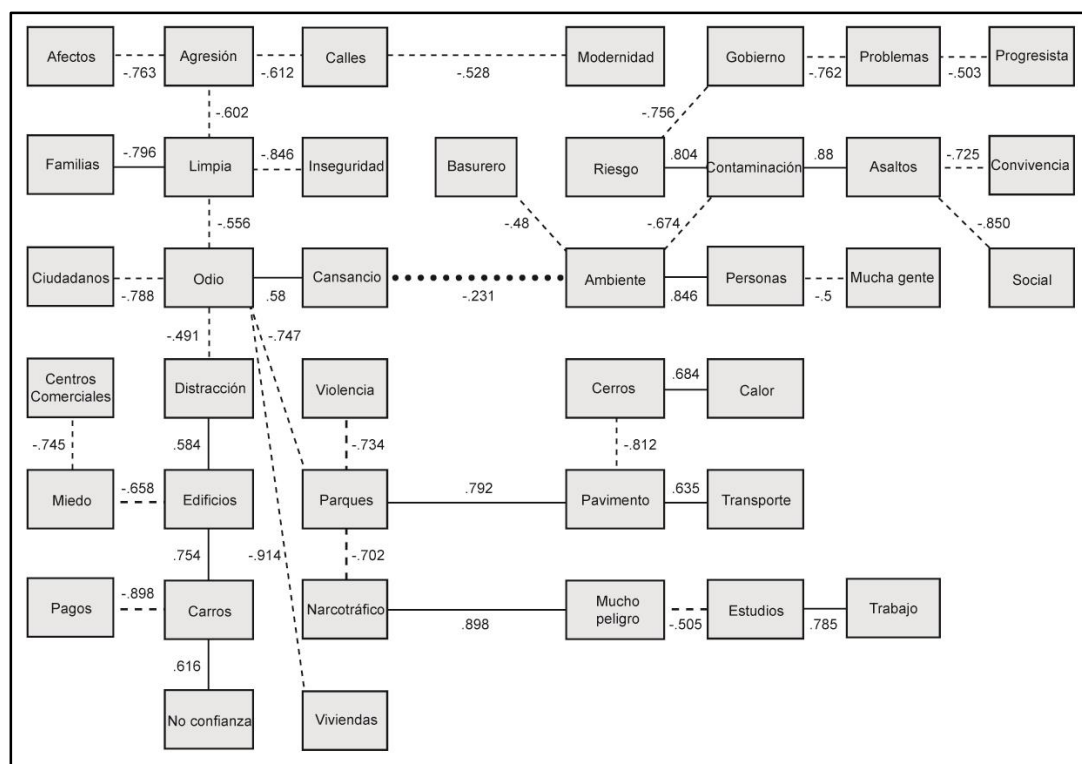 Afectos
Agresión
Calles
Modernidad
Gobierno
Problemas
Progresista
-.763
-.612
-.528
-.762
-.503
-.602
-.756
Familias
-.796
Limpia
-.846
Inseguridad
Basurero
Riesgo
.804
Contaminación
.88
Asaltos
-.725
Convivencia
-.556
-.48
-.674
-.850
Ciudadanos
Odio
Cansancio
Ambiente
Personas
Mucha gente
Social
-.788
.58
-.231
.846
-.5
-.491
-.747
Centros
Comerciales
Distracción
Violencia
Cerros
.684
Calor
-.745
.584
-.734
-.812
Miedo
-.658
Edificios
Parques
.792
Pavimento
.635
Transporte
.754
-.914
-.702
Pagos
-.898
Carros
Narcotráfico
.898
Mucho
peligro
-.505
Estudios
.785
Trabajo
.616
No confianza
Viviendas